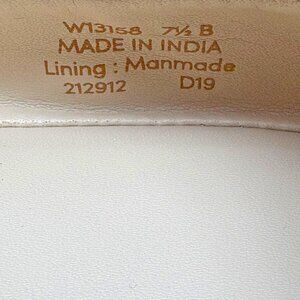 W13158 7½ B
MADE IN INDIA
Lining : Manmade
212912 D19